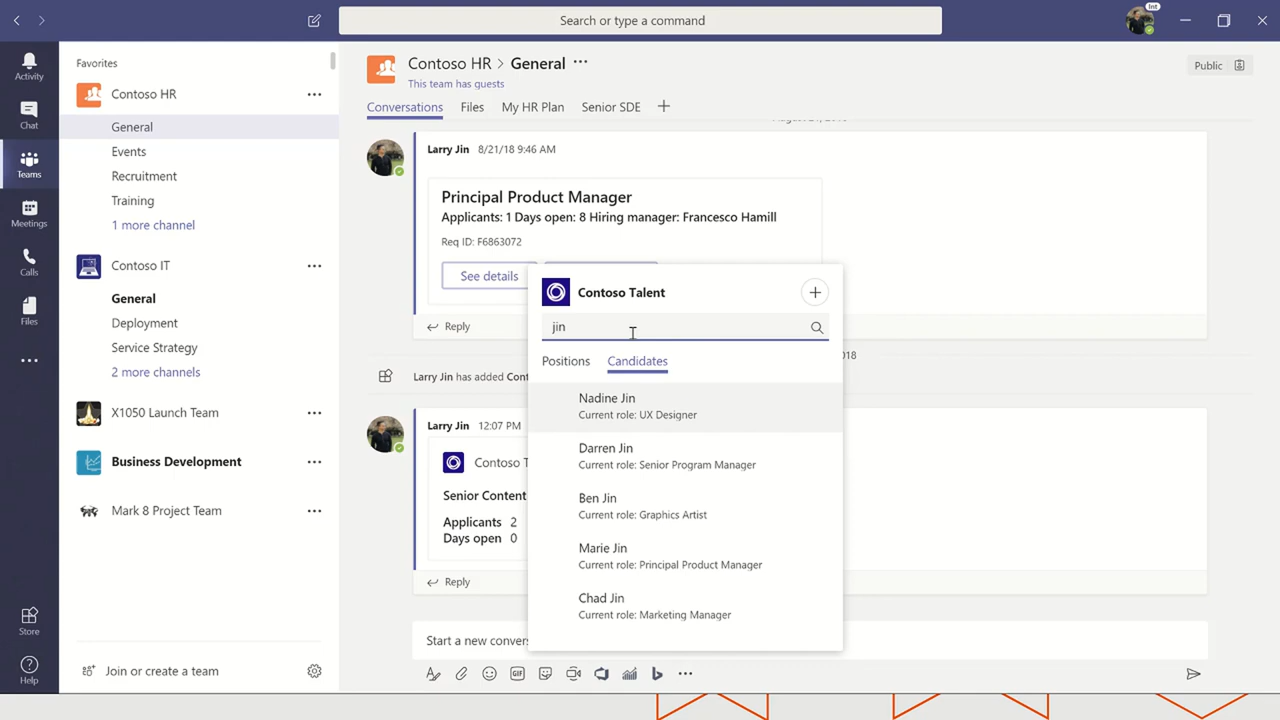 Search or type a command
Int
Activity
Chat
Teams
Meetings
Calls
Files
Store
Help
Favorites
Contoso HR
General
Events
Recruitment
Training
1 more channel
Contoso IT
General
Deployment
Service Strategy
2 more channels
X1050 Launch Team
Business Development
Mark 8 Project Team
Join or create a team
Contoso HR > General
This team has guests
Public
Conversations Files My HR Plan Senior SDE
Larry Jin 8/21/18 9:46 AM
Principal Product Manager
Applicants: 1 Days open: 8 Hiring manager: Francesco Hamill
Req ID: F6863072
See details
Reply
Larry Jin has added Cont
018
Larry Jin 12:07 PM
Contoso T
Senior Content
Applicants 2
Days open 0
Reply
Start a new conver
GIF
Contoso Talent
jin
Positions Candidates
Nadine Jin
Current role: UX Designer
Darren Jin
Current role: Senior Program Manager
Ben Jin
Current role: Graphics Artist
Marie Jin
Current role: Principal Product Manager
Chad Jin
Current role: Marketing Manager